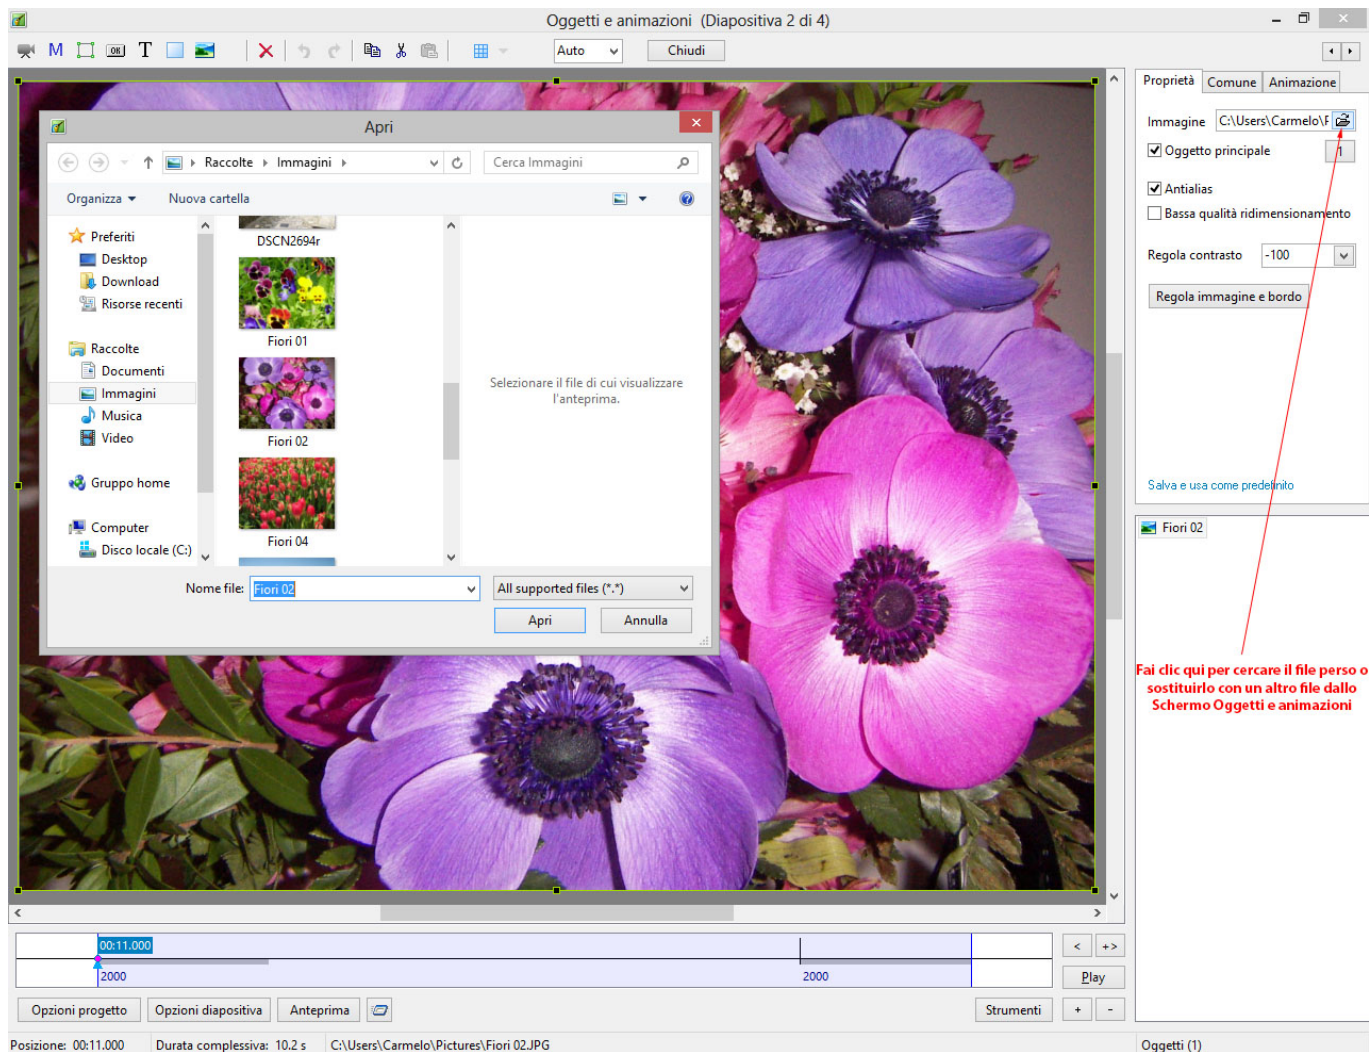 Oggetti e animazioni (Diapositiva 2 di 4)
M OK T Auto Chiudi
Proprietà Comune Animazione
Immagine C:\Users\Carmelo\F
Oggetto principale 1
Antialias
Bassa qualità ridimensionamento
Regola contrasto -100
Regola immagine e bordo
Salva e usa come predefinito
Apri
Raccolte Immagini Cerca Immagini
Organizza Nuova cartella
Preferiti
Desktop
Download
Risorse recenti
Raccolte
Documenti
Immagini
Musica
Video
Gruppo home
Computer
Disco locale (C:)
DSCN2694r
Fiori 01
Fiori 02
Fiori 04
Selezionare il file di cui visualizzare
l'anteprima.
Nome file: Fiori 02 All supported files (*.*)
Apri Annulla
Fiori 02
Fai clic qui per cercare il file perso o
sostituirlo con un altro file dallo
Schermo Oggetti e animazioni
00:11.000
2000 2000
< +>
Play
Opzioni progetto Opzioni diapositiva Anteprima Strumenti + -
Posizione: 00:11.000 Durata complessiva: 10.2 s C:\Users\Carmelo\Pictures\Fiori 02.JPG Oggetti (1)